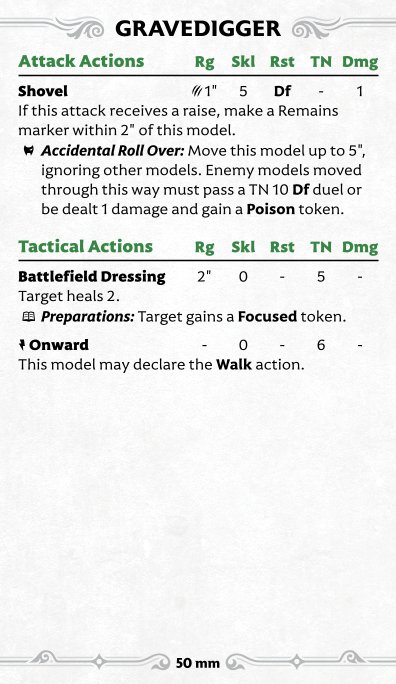 GRAVEDIGGER
Attack Actions Rg Skl Rst TN Dmg
Shovel 1" 5 Df - 1
If this attack receives a raise, make a Remains
marker within 2" of this model.
Accidental Roll Over: Move this model up to 5",
ignoring other models. Enemy models moved
through this way must pass a TN 10 Df duel or
be dealt 1 damage and gain a Poison token.
Tactical Actions Rg Skl Rst TN Dmg
Battlefield Dressing 2" 0 - 5 -
Target heals 2.
Preparations: Target gains a Focused token.
Onward - 0 - 6 -
This model may declare the Walk action.
50 mm